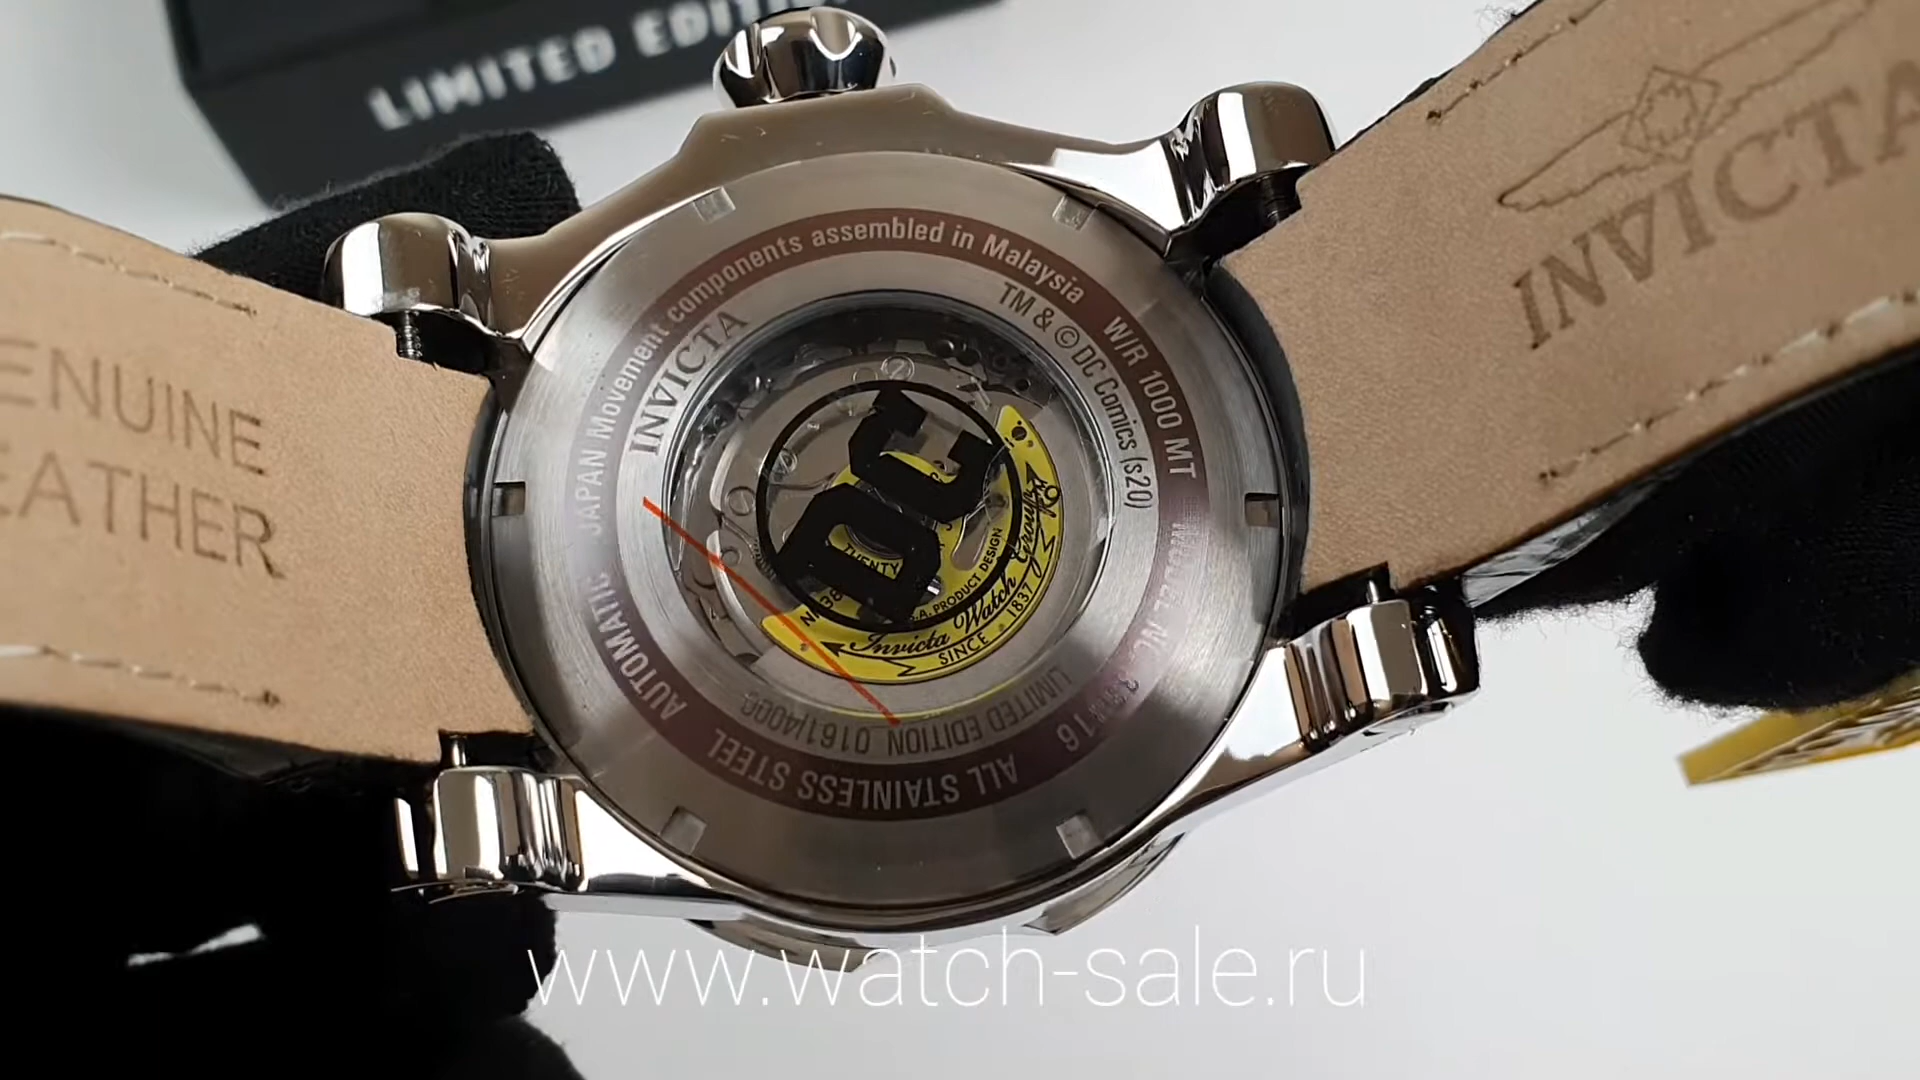 LIMITED EDITION
GENUINE
LEATHER
INVICTA
JAPAN Movement components assembled in Malaysia
W/R 1000 MT
ALL STAINLESS STEEL
AUTOMATIC
INVICTA
TM & © DC Comics (s20)
LIMITED EDITION 0161/4000
DC
TWENTY
PRODUCT DESIGN
Invicta Watch Group
SINCE 1837
www.watch-sale.ru